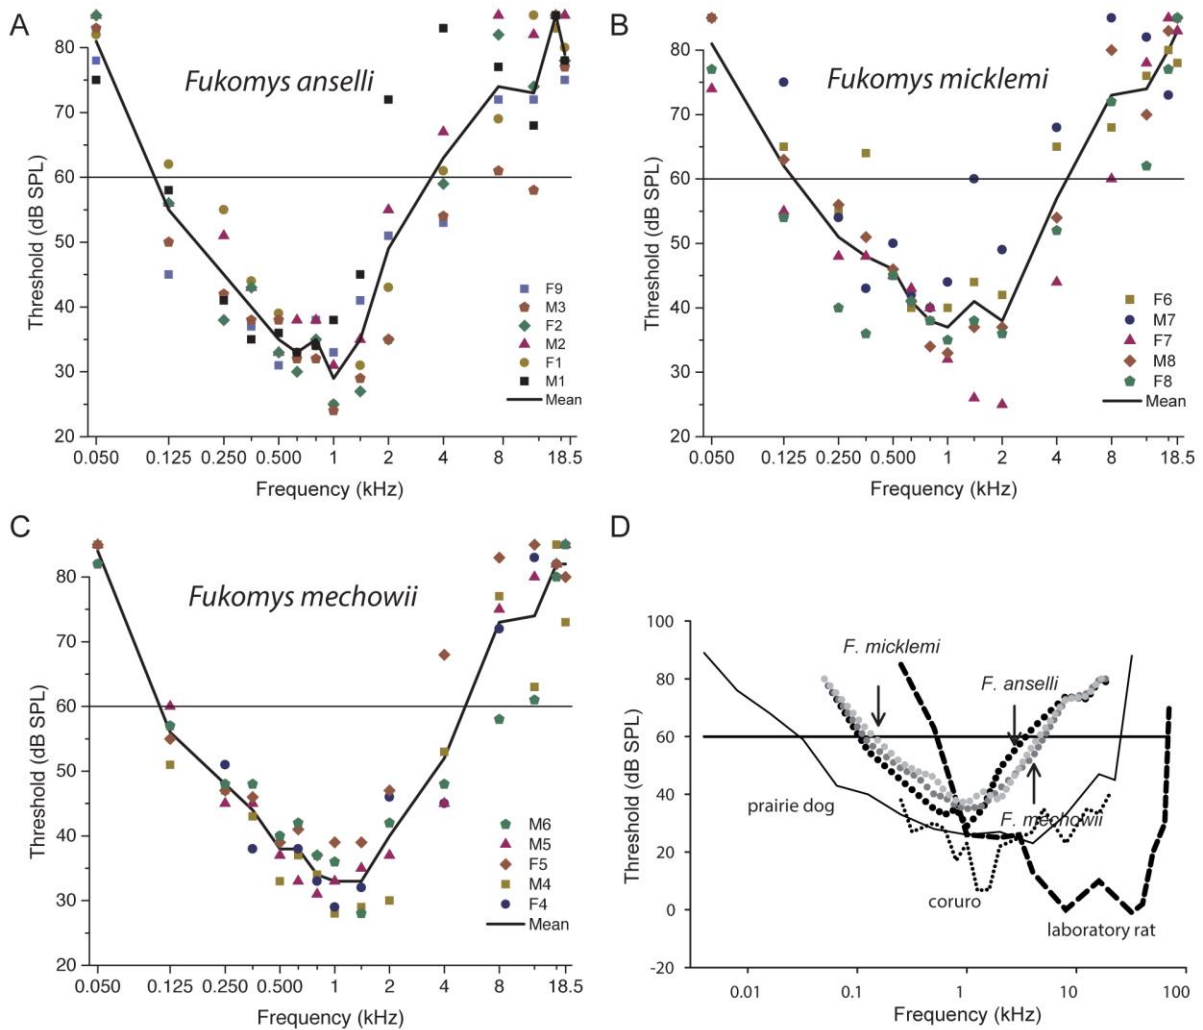 A
Fukomys anselli
Threshold (dB SPL)
80
70
60
50
40
30
20
F9
M3
F2
M2
F1
M1
Mean
0.050 0.125 0.250 0.500 1 2 4 8 18.5
Frequency (kHz)
B
Fukomys micklemi
Threshold (dB SPL)
80
70
60
50
40
30
20
F6
M7
F7
M8
F8
Mean
0.050 0.125 0.250 0.500 1 2 4 8 18.5
Frequency (kHz)
C
Fukomys mechowii
Threshold (dB SPL)
80
70
60
50
40
30
20
M6
M5
F5
M4
F4
Mean
0.050 0.125 0.250 0.500 1 2 4 8 18.5
Frequency (kHz)
D
Threshold (dB SPL)
100
80
60
40
20
0
-20
F. micklemi
F. anselli
prairie dog
F. mechowii
coruro
laboratory rat
0.01 0.1 1 10 100
Frequency (kHz)